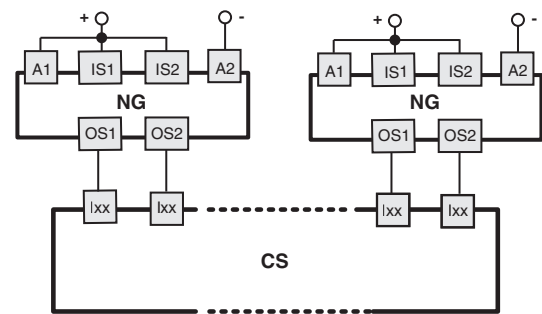 + - + -
A1 IS1 IS2 A2 A1 IS1 IS2 A2
NG NG
OS1 OS2 OS1 OS2
Ixx Ixx Ixx Ixx
CS